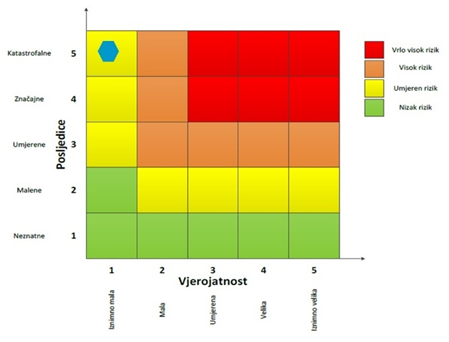 Katastrofalne 5
Značajne 4
Umjerene 3
Malene 2
Neznatne 1
Posljedice
1 2 3 4 5
Vjerojatnost
Iznimno mala
Mala
Umjerena
Velika
Iznimno velika
Vrlo visok rizik
Visok rizik
Umjeren rizik
Nizak rizik